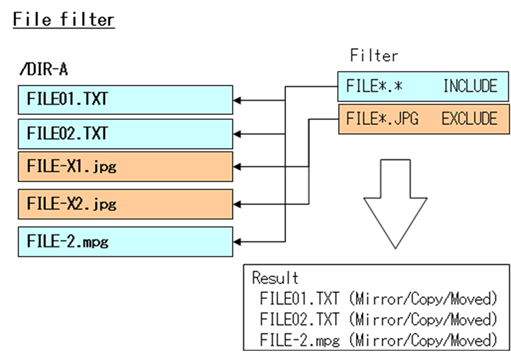 File filter
/DIR-A
FILE01.TXT
FILE02.TXT
FILE-X1.jpg
FILE-X2.jpg
FILE-2.mpg
Filter
FILE*.* INCLUDE
FILE*.JPG EXCLUDE
Result
FILE01.TXT (Mirror/Copy/Moved)
FILE02.TXT (Mirror/Copy/Moved)
FILE-2.mpg (Mirror/Copy/Moved)